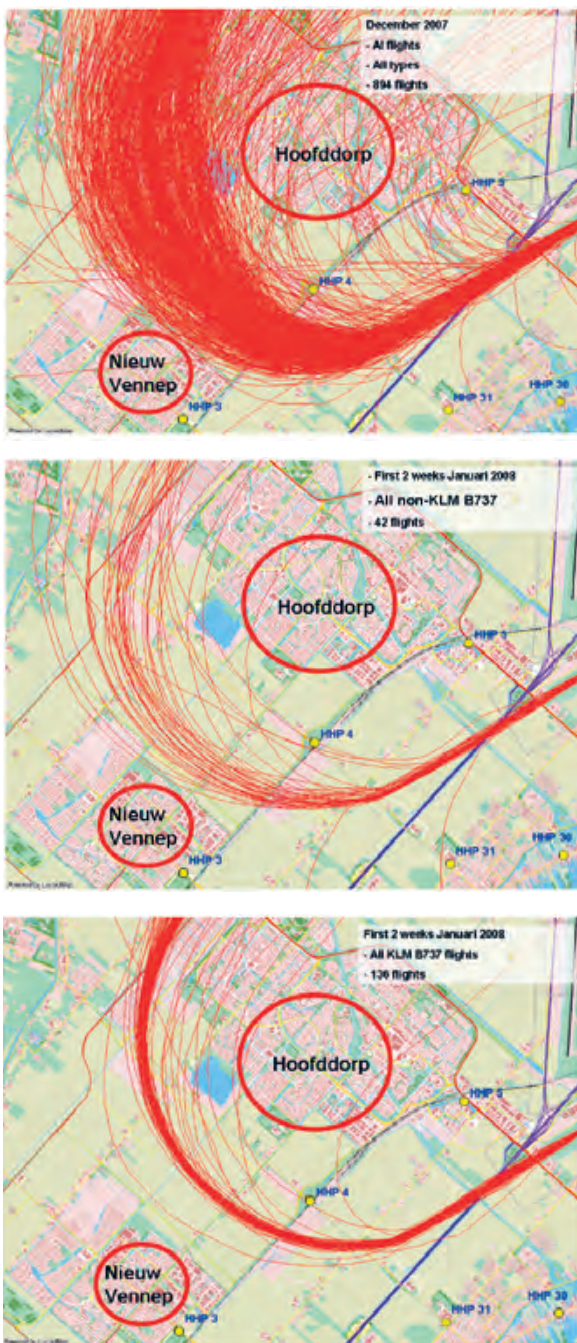 December 2007
- Al flights
- All types
- 894 flights
Hoofddorp
HHP 5
HHP 4
Nieuw
Vennep
HHP 3
HHP 31
HHP 30
- First 2 weeks Januari 2008
- All non-KLM B737
- 42 flights
Hoofddorp
HHP 5
HHP 4
Nieuw
Vennep
HHP 3
HHP 31
HHP 30
First 2 weeks Januari 2008
- All KLM B737 flights
- 136 flights
Hoofddorp
HHP 5
HHP 4
Nieuw
Vennep
HHP 3
HHP 31
HHP 30